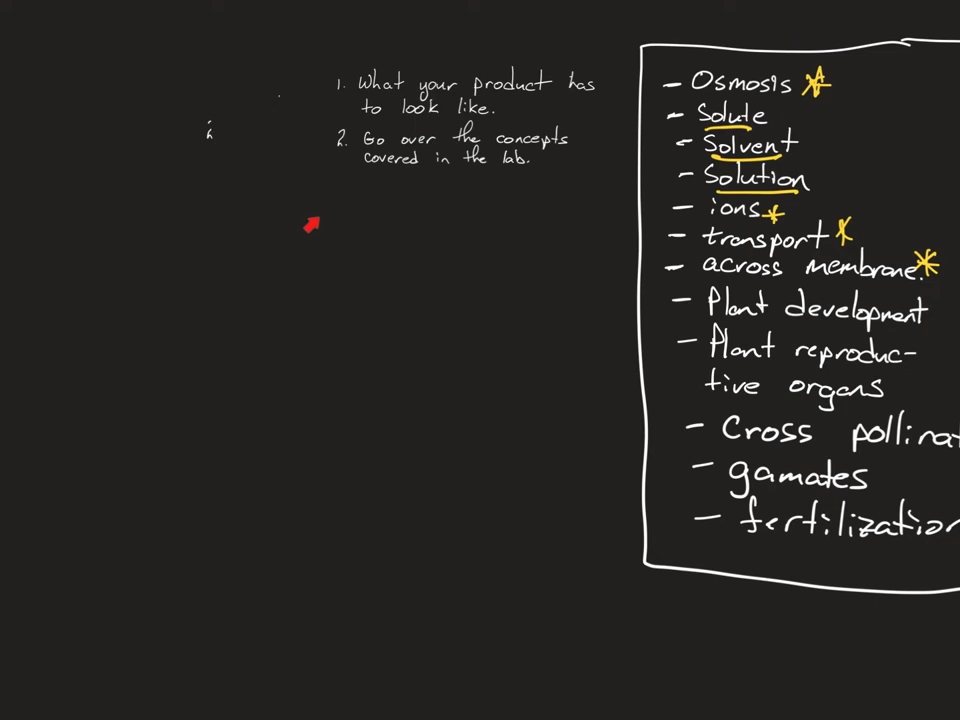 1. What your product has
to look like.
2. Go over the concepts
covered in the lab.
- Osmosis
- Solute
- Solvent
- Solution
- ions
- transport
- across membrane.
- Plant development
- Plant reproduc-
tive organs
- Cross pollinat
- gamates
- fertilization